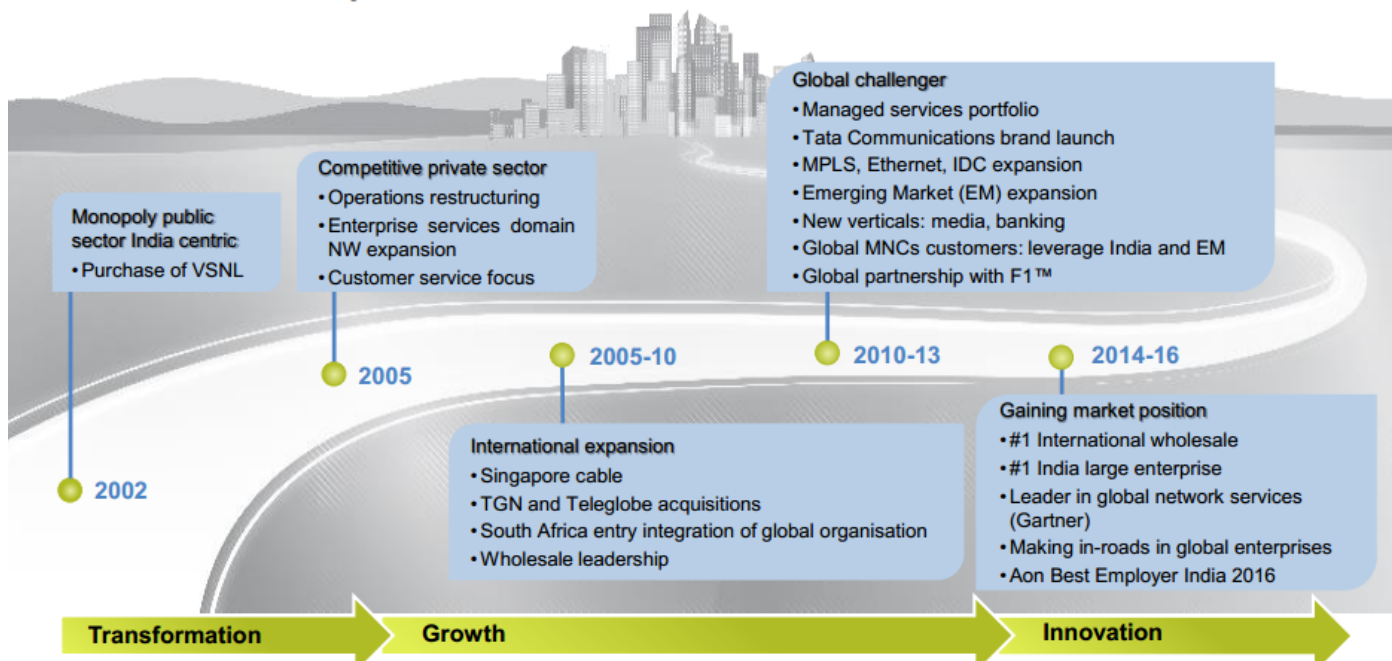 Monopoly public
sector India centric
•Purchase of VSNL
2002
Competitive private sector
•Operations restructuring
•Enterprise services domain
NW expansion
•Customer service focus
2005
2005-10
International expansion
•Singapore cable
•TGN and Teleglobe acquisitions
•South Africa entry integration of global organisation
•Wholesale leadership
Global challenger
•Managed services portfolio
•Tata Communications brand launch
•MPLS, Ethernet, IDC expansion
•Emerging Market (EM) expansion
•New verticals: media, banking
•Global MNCs customers: leverage India and EM
•Global partnership with F1™
2010-13
2014-16
Gaining market position
•#1 International wholesale
•#1 India large enterprise
•Leader in global network services
(Gartner)
•Making in-roads in global enterprises
•Aon Best Employer India 2016
Transformation
Growth
Innovation